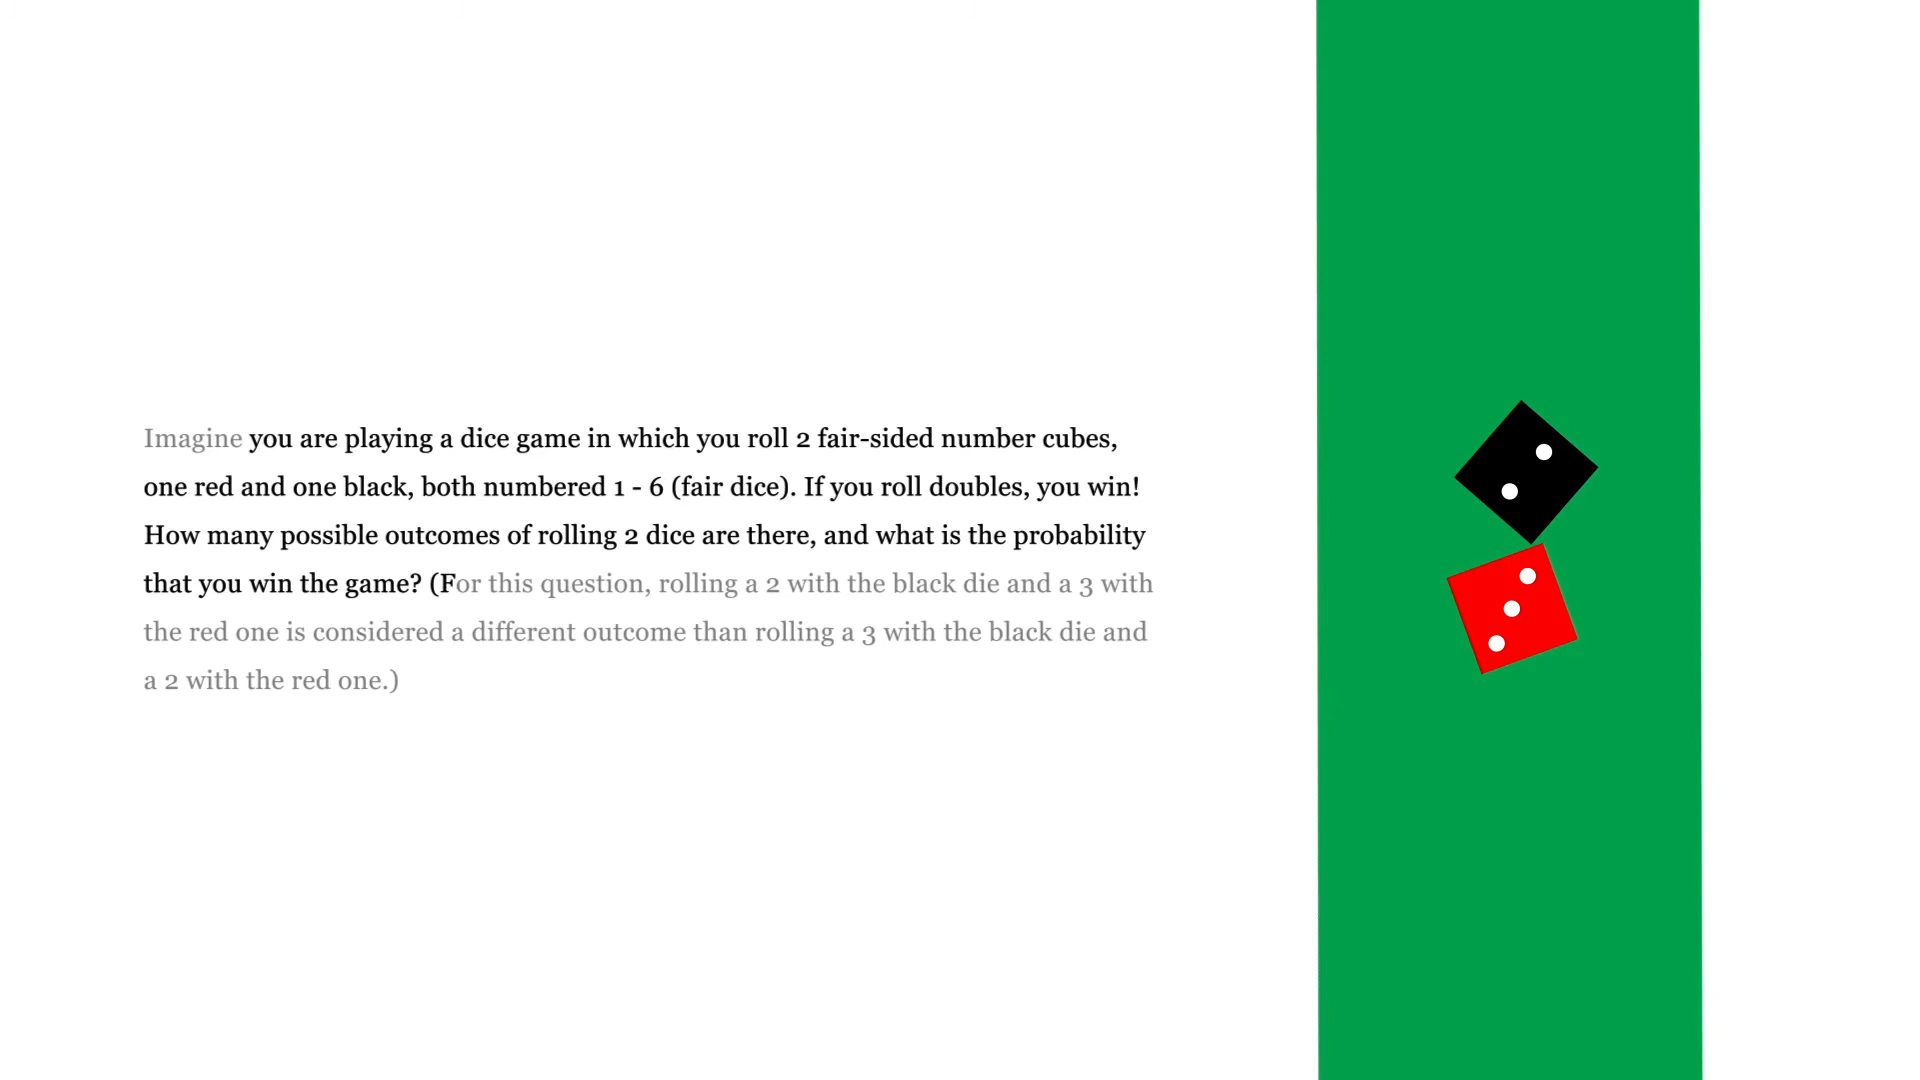 Imagine you are playing a dice game in which you roll 2 fair-sided number cubes,
one red and one black, both numbered 1 - 6 (fair dice). If you roll doubles, you win!
How many possible outcomes of rolling 2 dice are there, and what is the probability
that you win the game? (For this question, rolling a 2 with the black die and a 3 with
the red one is considered a different outcome than rolling a 3 with the black die and
a 2 with the red one.)